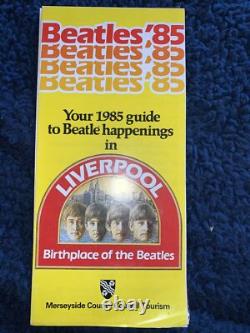 Beatles '85
Beatles '85
Beatles '85
Beatles '85
Your 1985 guide
to Beatle happenings
in
LIVERPOOL
Birthplace of the Beatles
Merseyside County Council Tourism